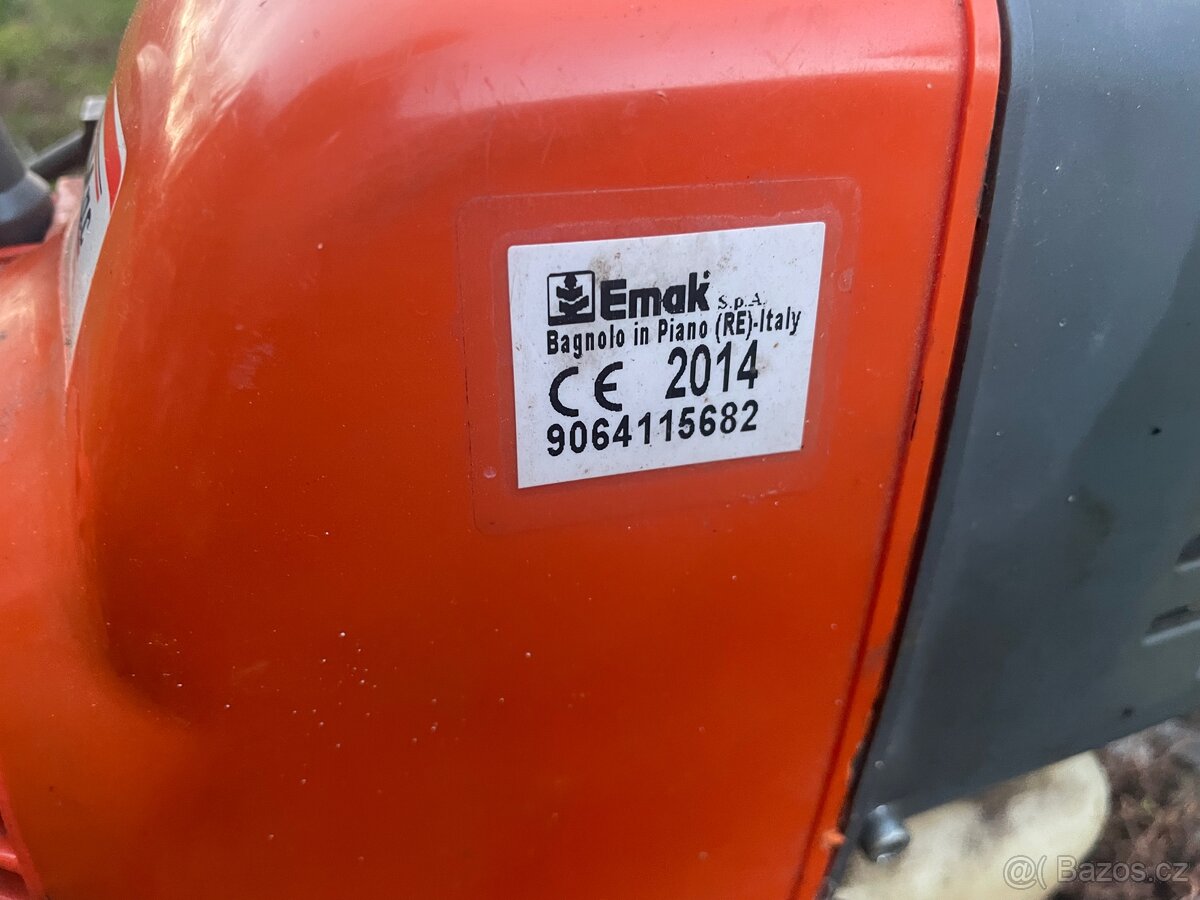 Emak S.p.A.
Bagnolo in Piano (RE)-Italy
CE 2014
9064115682
@( Bazos.cz